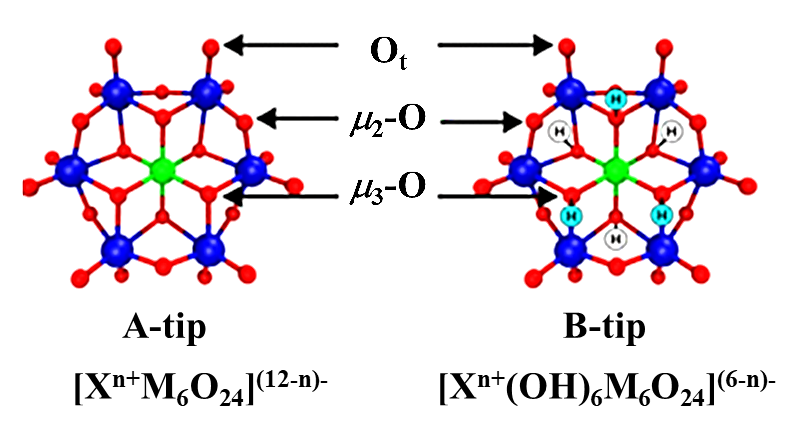 Oₜ
μ₂-O
μ₃-O
H
H H
H H
H
A-tip B-tip
[Xⁿ⁺M₆O₂₄]⁽¹²⁻ⁿ⁾⁻ [Xⁿ⁺(OH)₆M₆O₂₄]⁽⁶⁻ⁿ⁾⁻